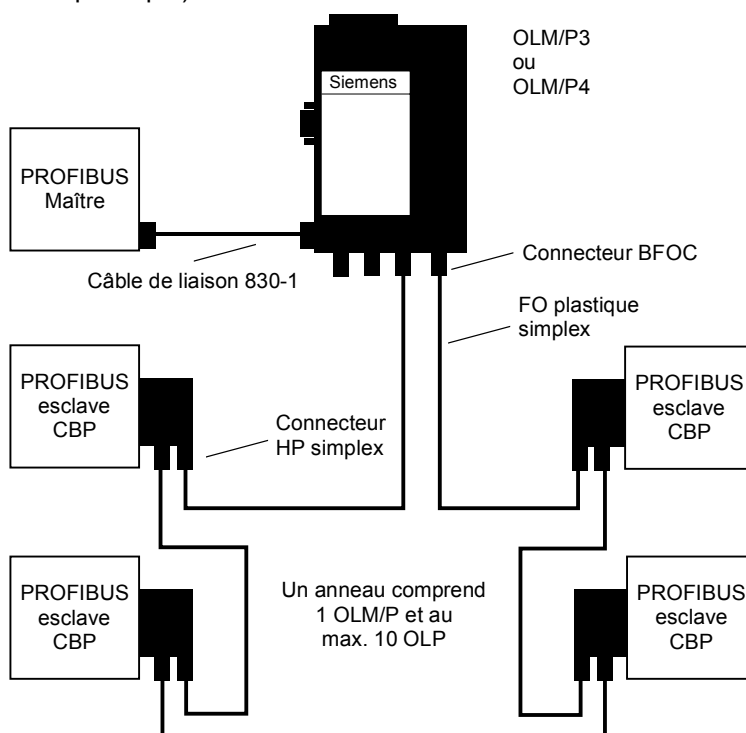 OLM/P3
ou
OLM/P4
Siemens
PROFIBUS
Maître
Connecteur BFOC
Câble de liaison 830-1
FO plastique
simplex
PROFIBUS
esclave
CBP
PROFIBUS
esclave
CBP
Connecteur
HP simplex
Un anneau comprend
1 OLM/P et au
max. 10 OLP
PROFIBUS
esclave
CBP
PROFIBUS
esclave
CBP